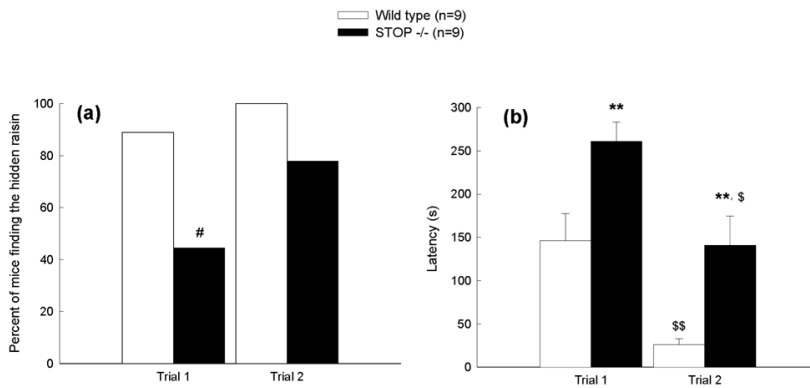 Wild type (n=9)
STOP -/- (n=9)
(a)
Percent of mice finding the hidden raisin
100
80
60
40
20
0
#
Trial 1
Trial 2
(b)
Latency (s)
300
250
200
150
100
50
0
**
**, $
$$
Trial 1
Trial 2